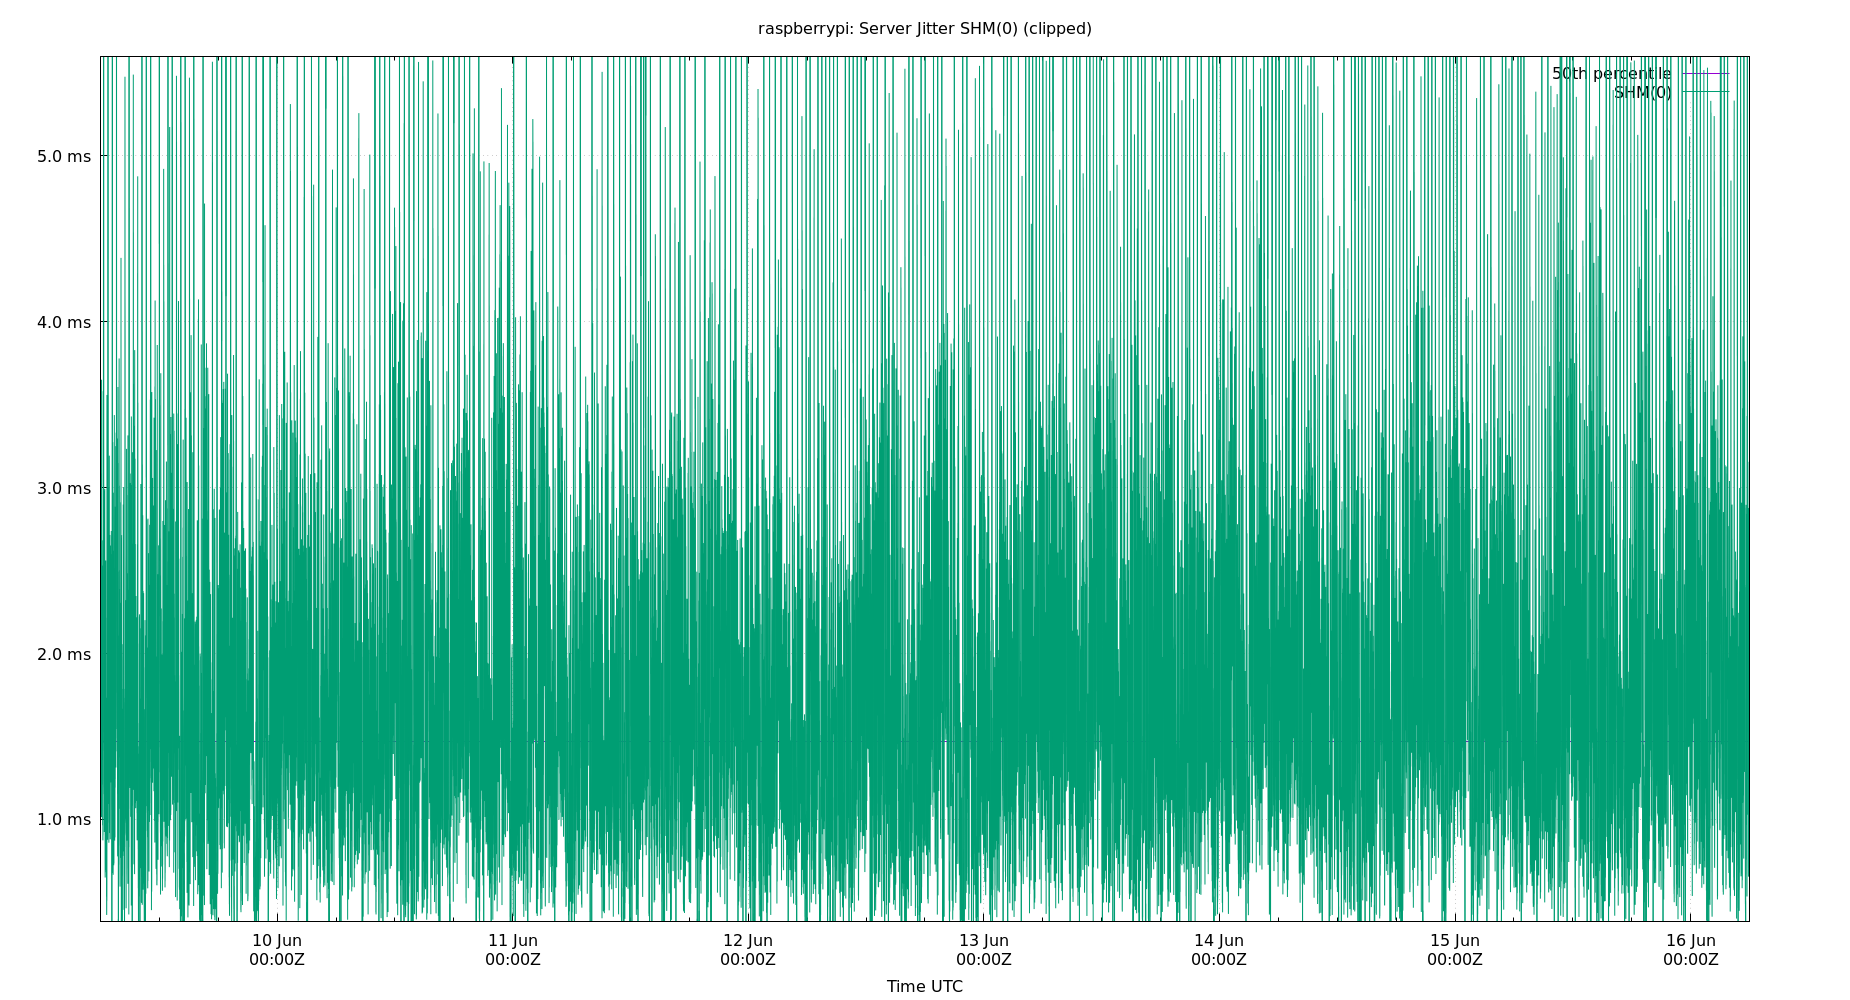 raspberrypi: Server Jitter SHM(0) (clipped)
50th percentile
SHM(0)
5.0 ms
4.0 ms
3.0 ms
2.0 ms
1.0 ms
10 Jun 11 Jun 12 Jun 13 Jun 14 Jun 15 Jun 16 Jun
00:00Z 00:00Z 00:00Z 00:00Z 00:00Z 00:00Z 00:00Z
Time UTC